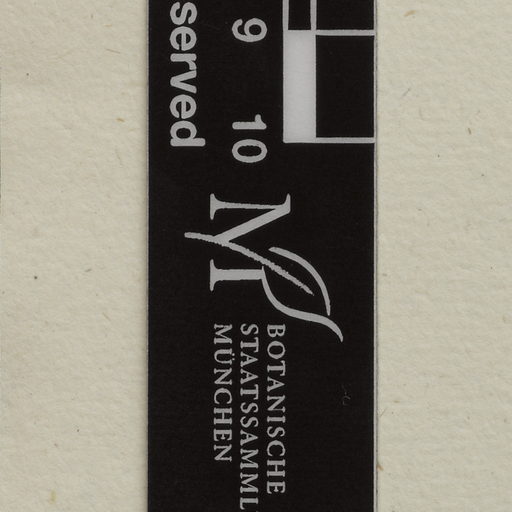 served
9
10
M
BOTANISCHE
STAATSSAMML
MÜNCHEN